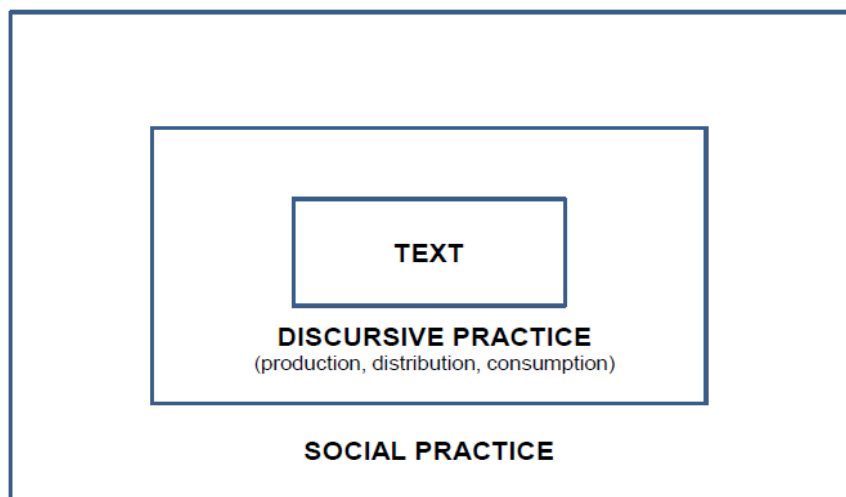 TEXT
DISCURSIVE PRACTICE
(production, distribution, consumption)
SOCIAL PRACTICE